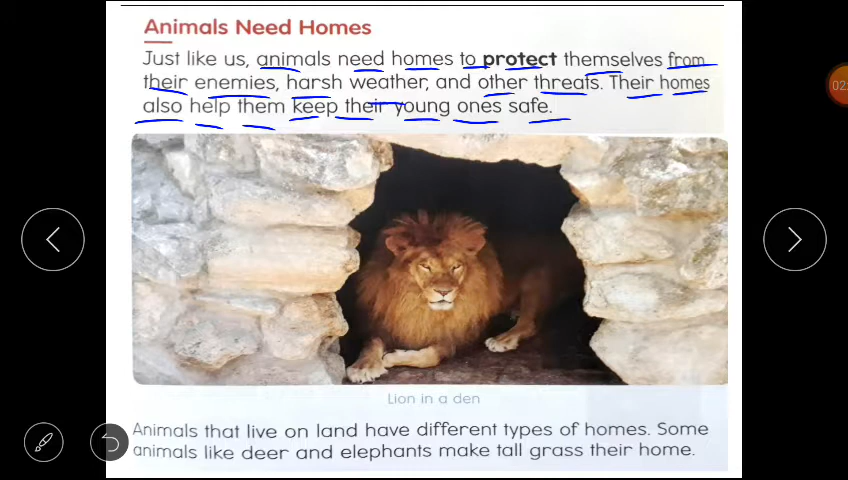 Animals Need Homes
Just like us, animals need homes to protect themselves from
their enemies, harsh weather, and other threats. Their homes
also help them keep their young ones safe.
Lion in a den
Animals that live on land have different types of homes. Some
animals like deer and elephants make tall grass their home.